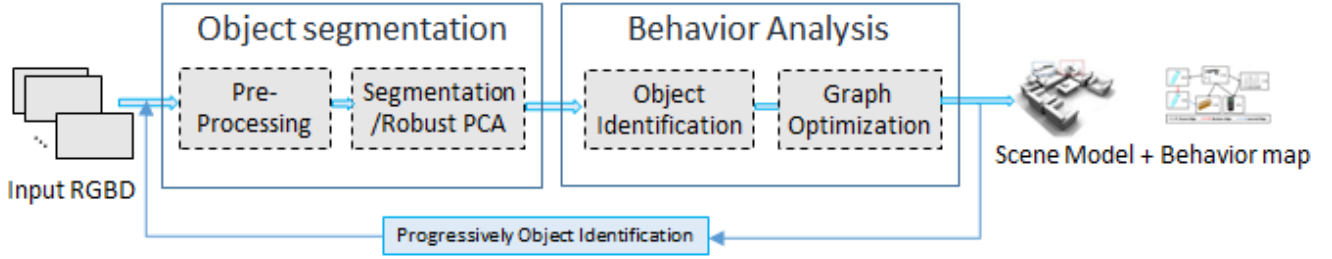 Object segmentation
Behavior Analysis
Pre-
Processing
Segmentation
/Robust PCA
Object
Identification
Graph
Optimization
Input RGBD
Scene Model + Behavior map
Progressively Object Identification